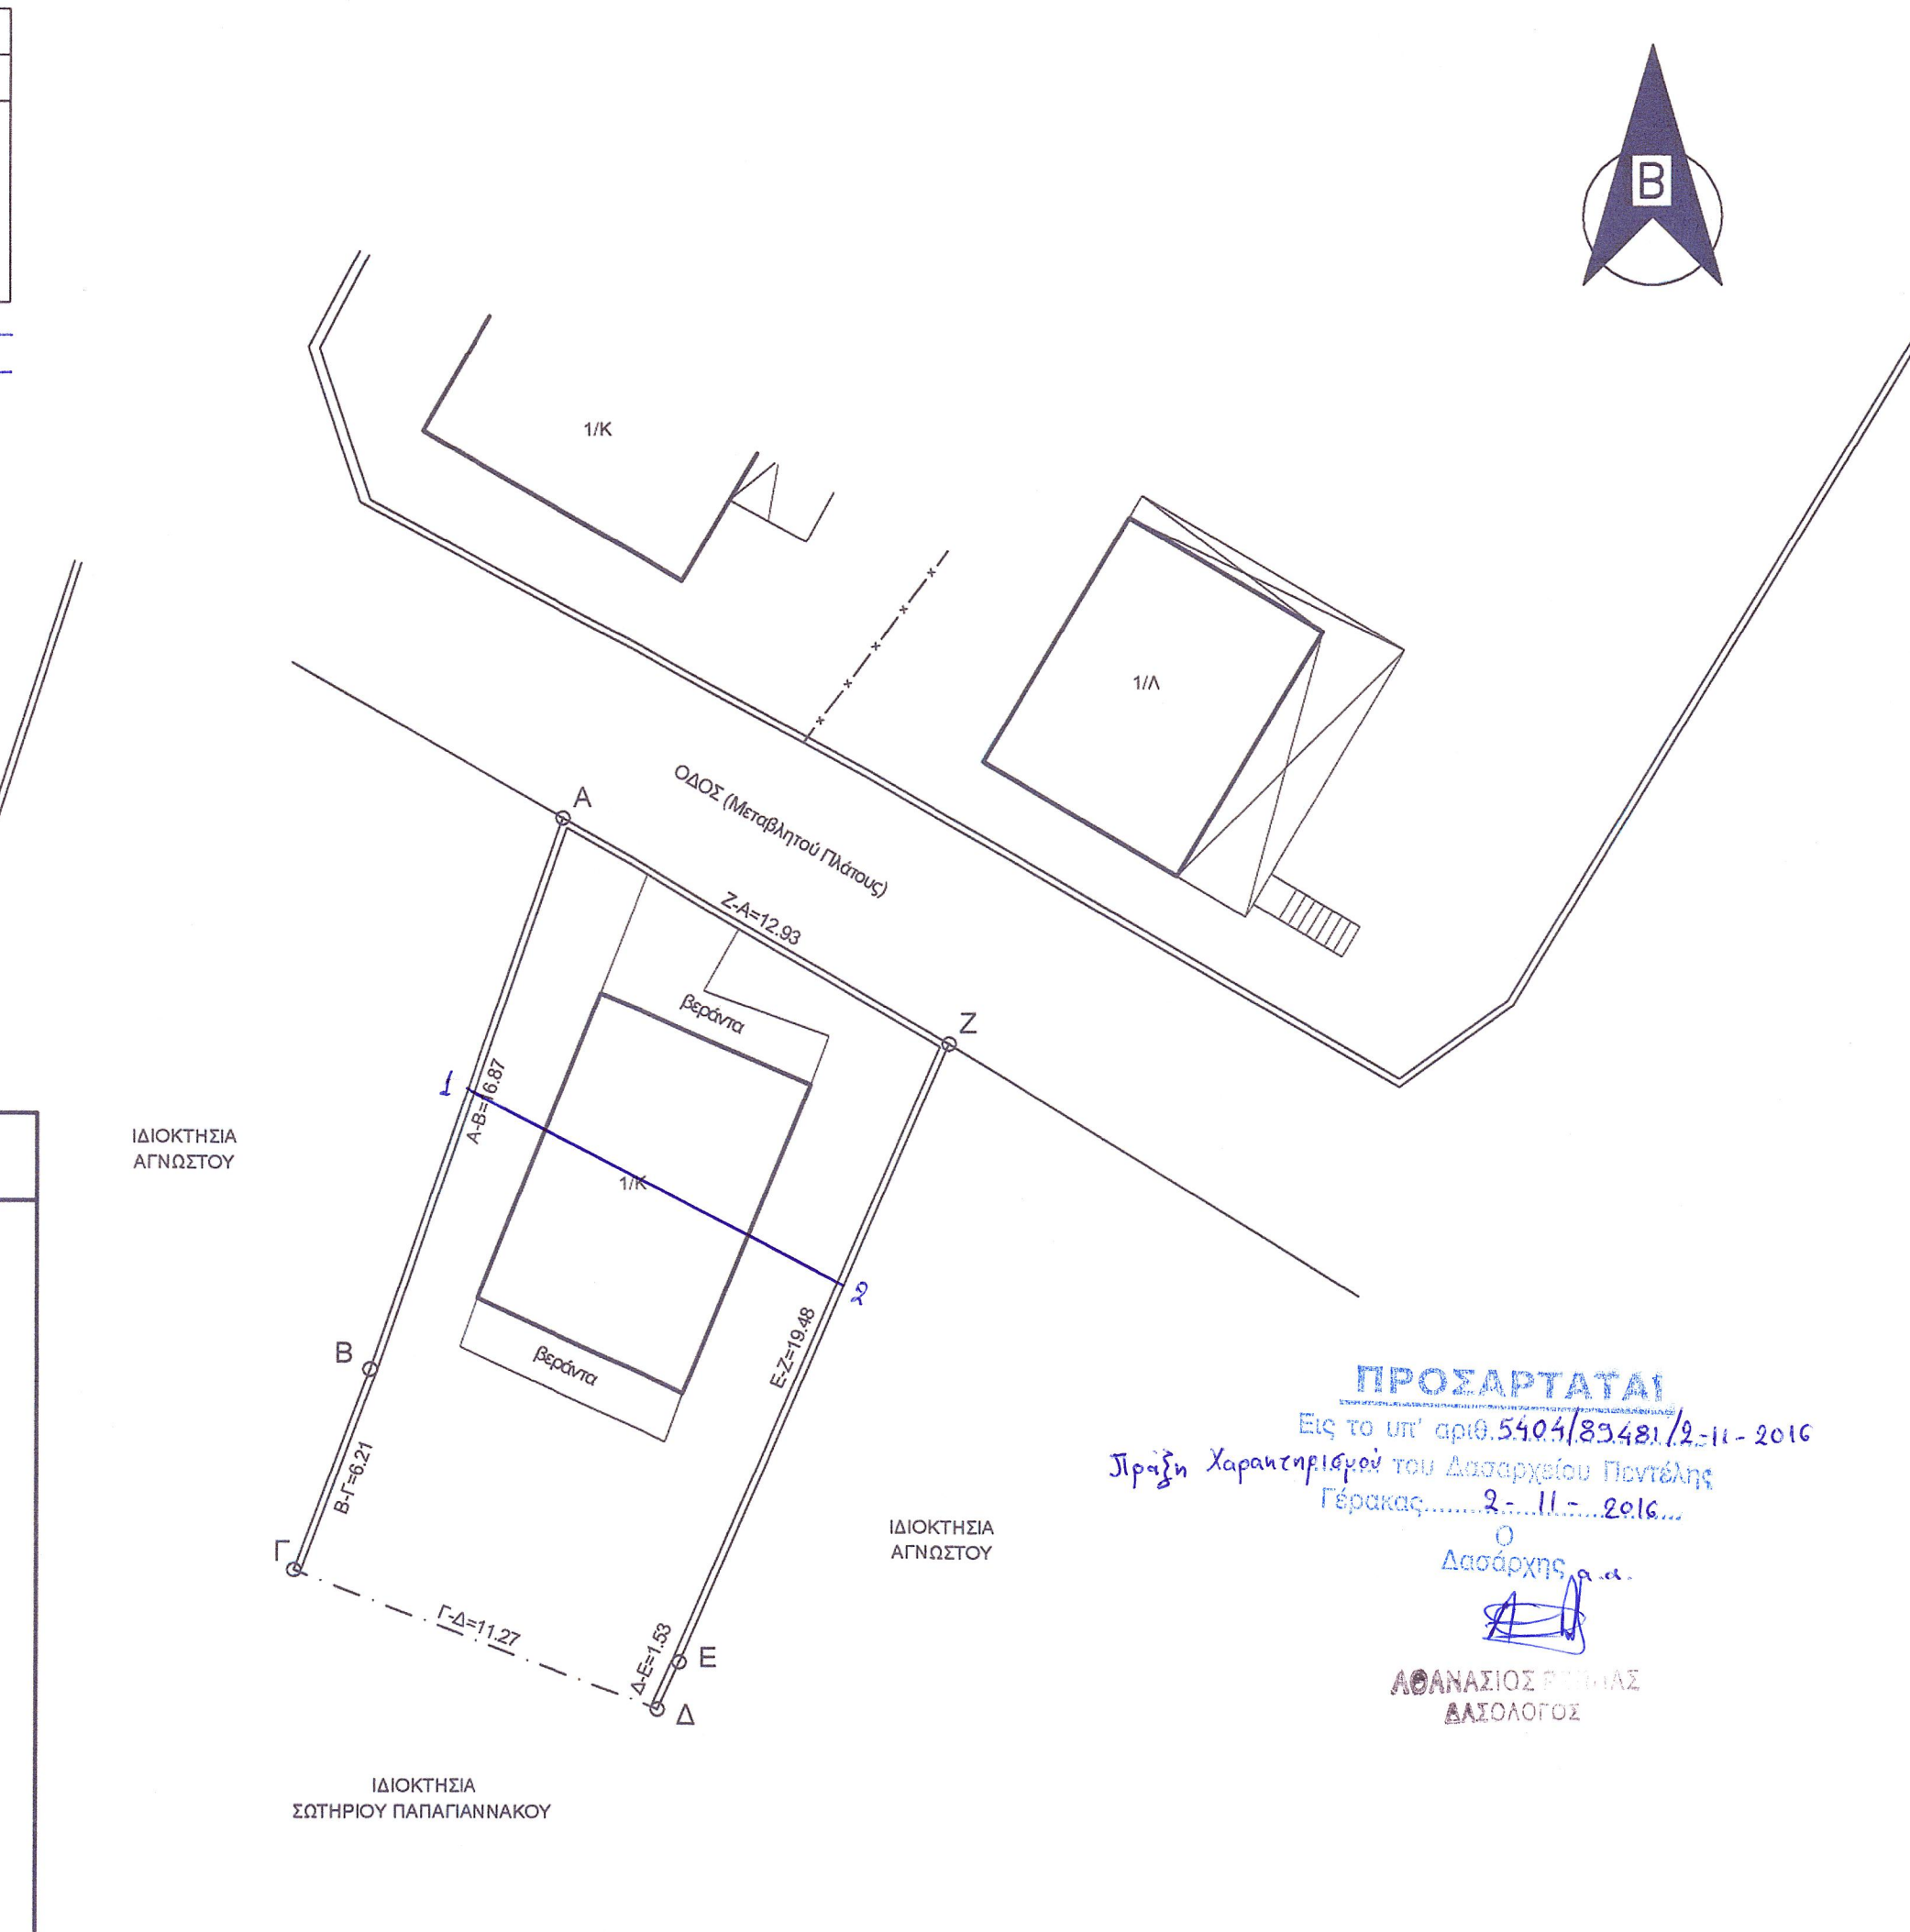 Β
1/Κ
1/Λ
ΟΔΟΣ (Μεταβλητού Πλάτους)
Α
Ζ-Α=12.93
Ζ
βεράντα
1
Α-Β=16.87
ΙΔΙΟΚΤΗΣΙΑ
ΑΓΝΩΣΤΟΥ
1/Κ
2
Ε-Ζ=19.48
Β
βεράντα
Β-Γ=6.21
Γ
Γ-Δ=11.27
Δ-Ε=1.53
Ε
Δ
ΙΔΙΟΚΤΗΣΙΑ
ΑΓΝΩΣΤΟΥ
ΙΔΙΟΚΤΗΣΙΑ
ΣΩΤΗΡΙΟΥ ΠΑΠΑΓΙΑΝΝΑΚΟΥ
ΠΡΟΣΑΡΤΑΤΑΙ
Εις το υπ' αριθ. 5404/89481/2-11-2016
Πράξη Χαρακτηρισμού του Δασαρχείου Πεντέλης
Γέρακας........2-11-2016...
Ο
Δασάρχης α.α.
ΑΘΑΝΑΣΙΟΣ
ΔΑΣΟΛΟΓΟΣ